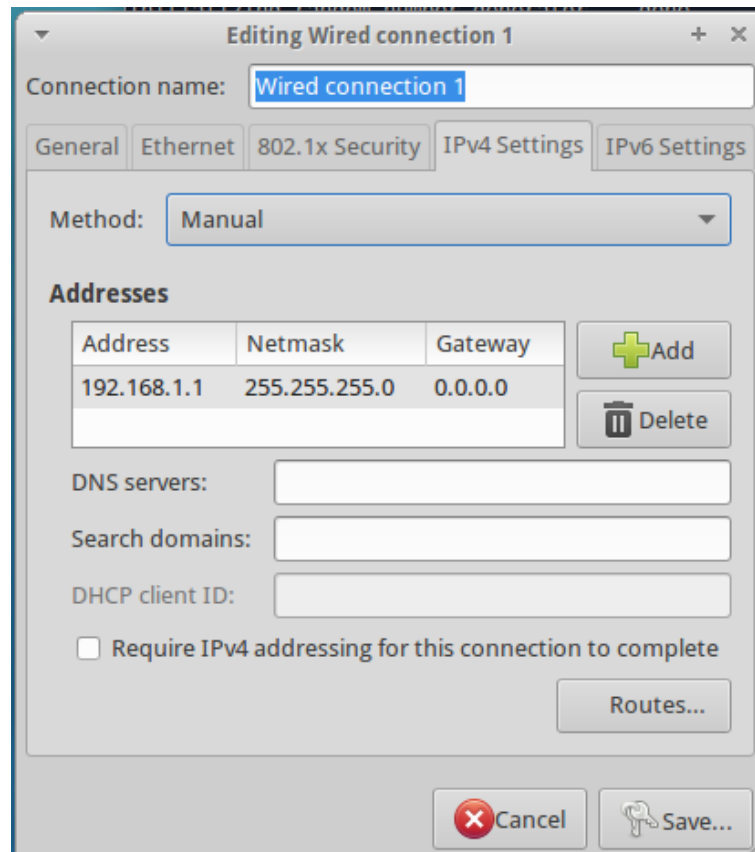 Editing Wired connection 1
Connection name: Wired connection 1
General Ethernet 802.1x Security IPv4 Settings IPv6 Settings
Method: Manual
Addresses
Address Netmask Gateway
192.168.1.1 255.255.255.0 0.0.0.0
Add
Delete
DNS servers:
Search domains:
DHCP client ID:
Require IPv4 addressing for this connection to complete
Routes...
Cancel Save...